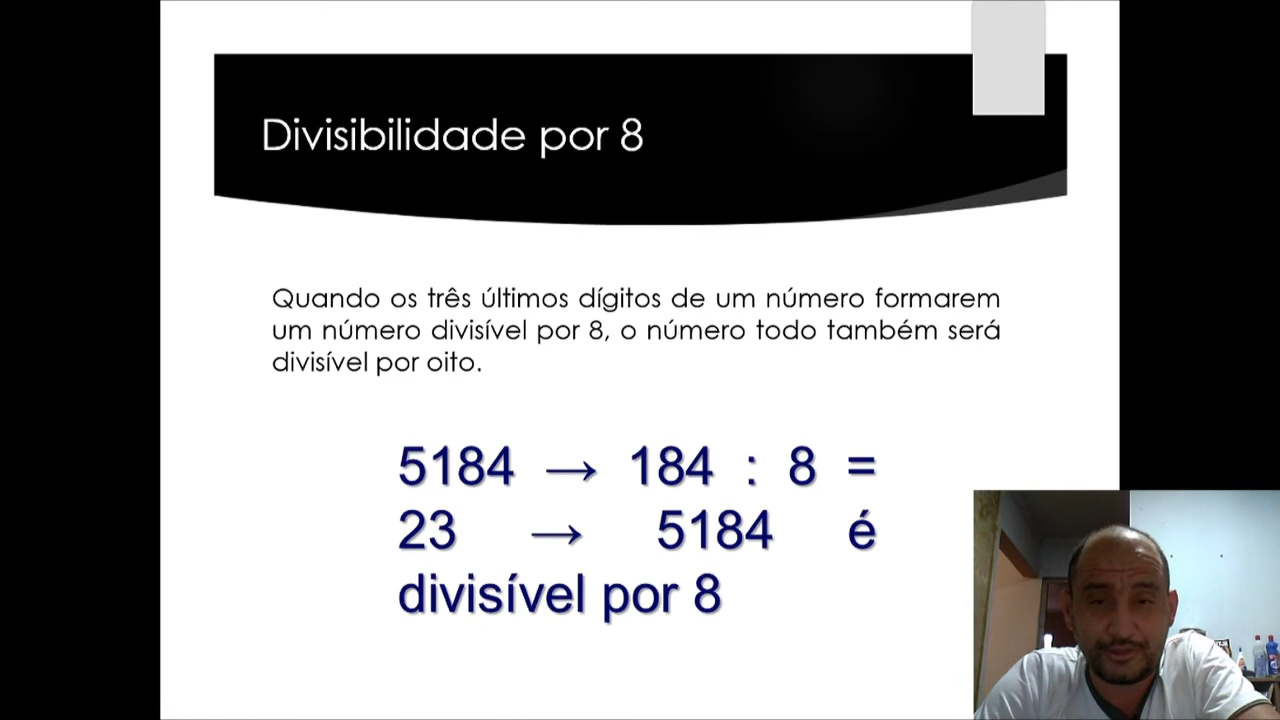 Divisibilidade por 8
Quando os três últimos dígitos de um número formarem
um número divisível por 8, o número todo também será
divisível por oito.
5184 → 184 : 8 =
23 → 5184 é
divisível por 8